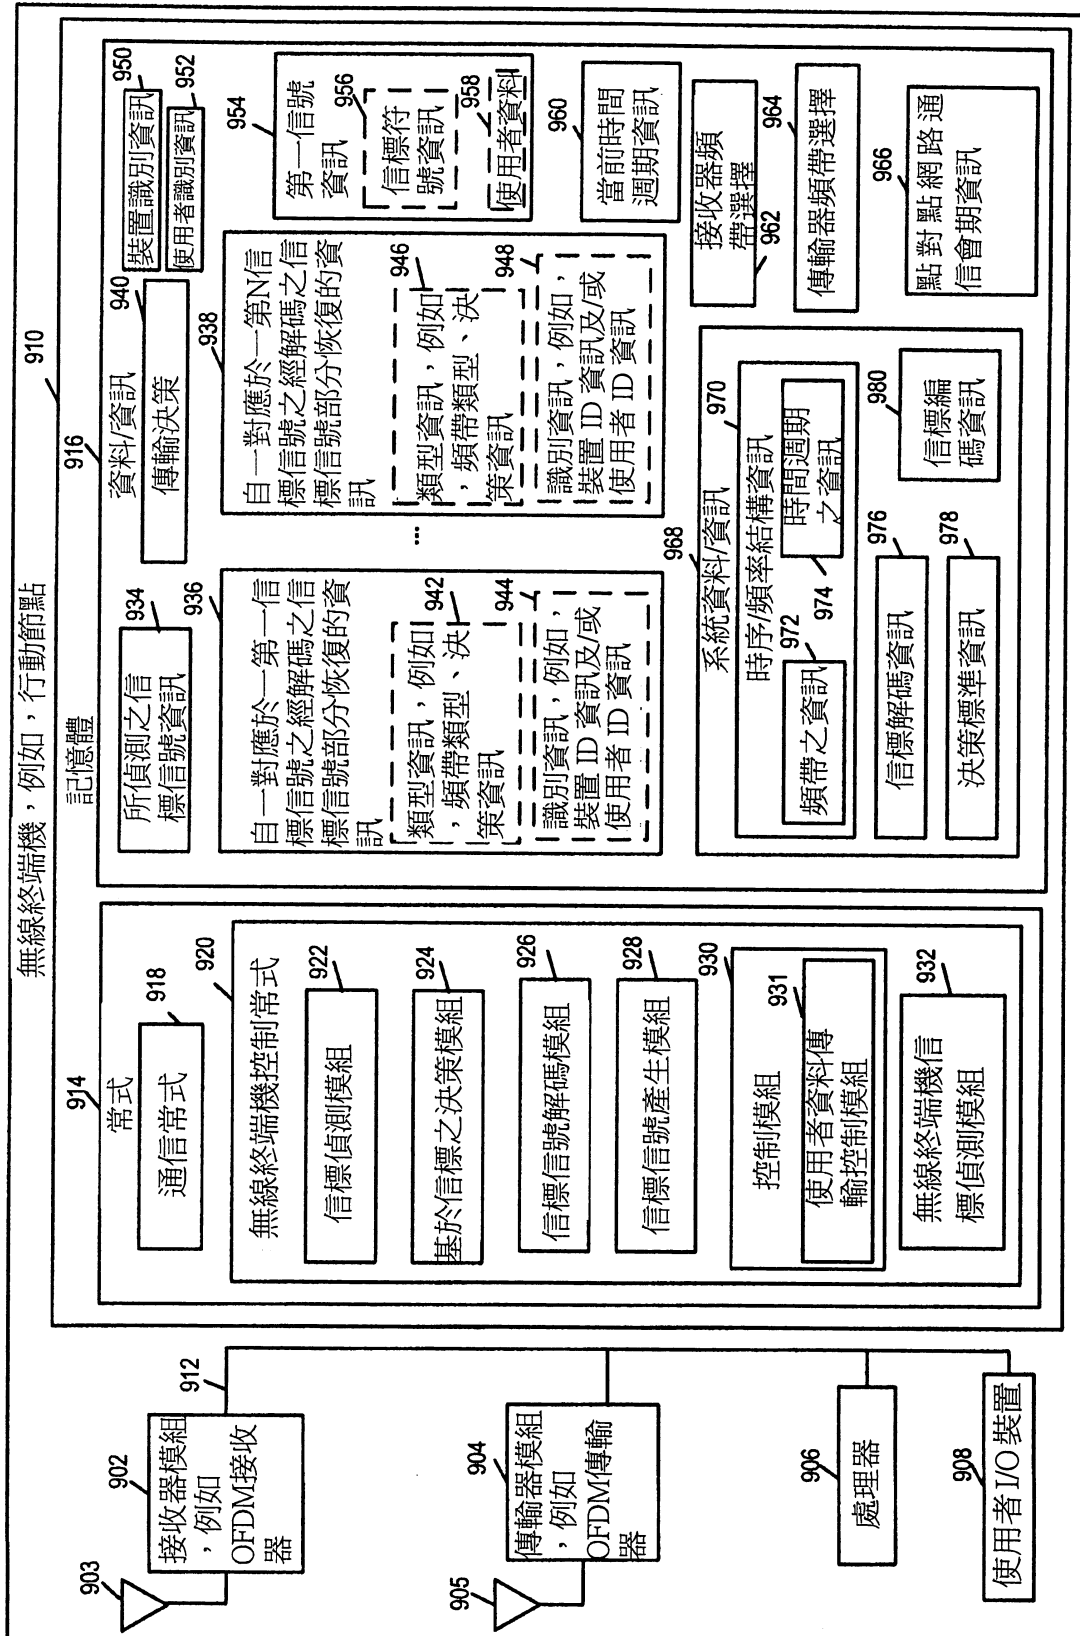 無線終端機，例如，行動節點
910
903
902
接收器模組
，例如
OFDM接收
器
912
905
904
傳輸器模組
，例如
OFDM傳輸
器
906
處理器
908
使用者 I/O 裝置
記憶體
914
常式
918
通信常式
920
無線終端機控制常式
922
信標偵測模組
924
基於信標之決策模組
926
信標信號解碼模組
928
信標信號產生模組
930
控制模組
931
使用者資料傳
輸控制模組
932
無線終端機信
標偵測模組
916
資料/資訊
934
所偵測之信
標信號資訊
940
傳輸決策
950
裝置識別資訊
952
使用者識別資訊
936
自一對應於一第一信
標信號之經解碼之信
標信號部分恢復的資
訊
942
類型資訊，例如
，頻帶類型、決
策資訊
944
識別資訊，例如，
裝置 ID 資訊及/或
使用者 ID 資訊
...
938
自一對應於一第N信
標信號之經解碼之信
標信號部分恢復的資
訊
946
類型資訊，例如
，頻帶類型、決
策資訊
948
識別資訊，例如，
裝置 ID 資訊及/或
使用者 ID 資訊
954
第一信號
資訊
956
信標符
號資訊
958
使用者資料
960
當前時間
週期資訊
962
接收器頻
帶選擇
964
傳輸器頻帶選擇
966
點對點網路通
信會期資訊
968
系統資料/資訊
970
時序/頻率結構資訊
972
頻帶之資訊
974
時間週期
之資訊
976
信標解碼資訊
978
決策標準資訊
980
信標編
碼資訊